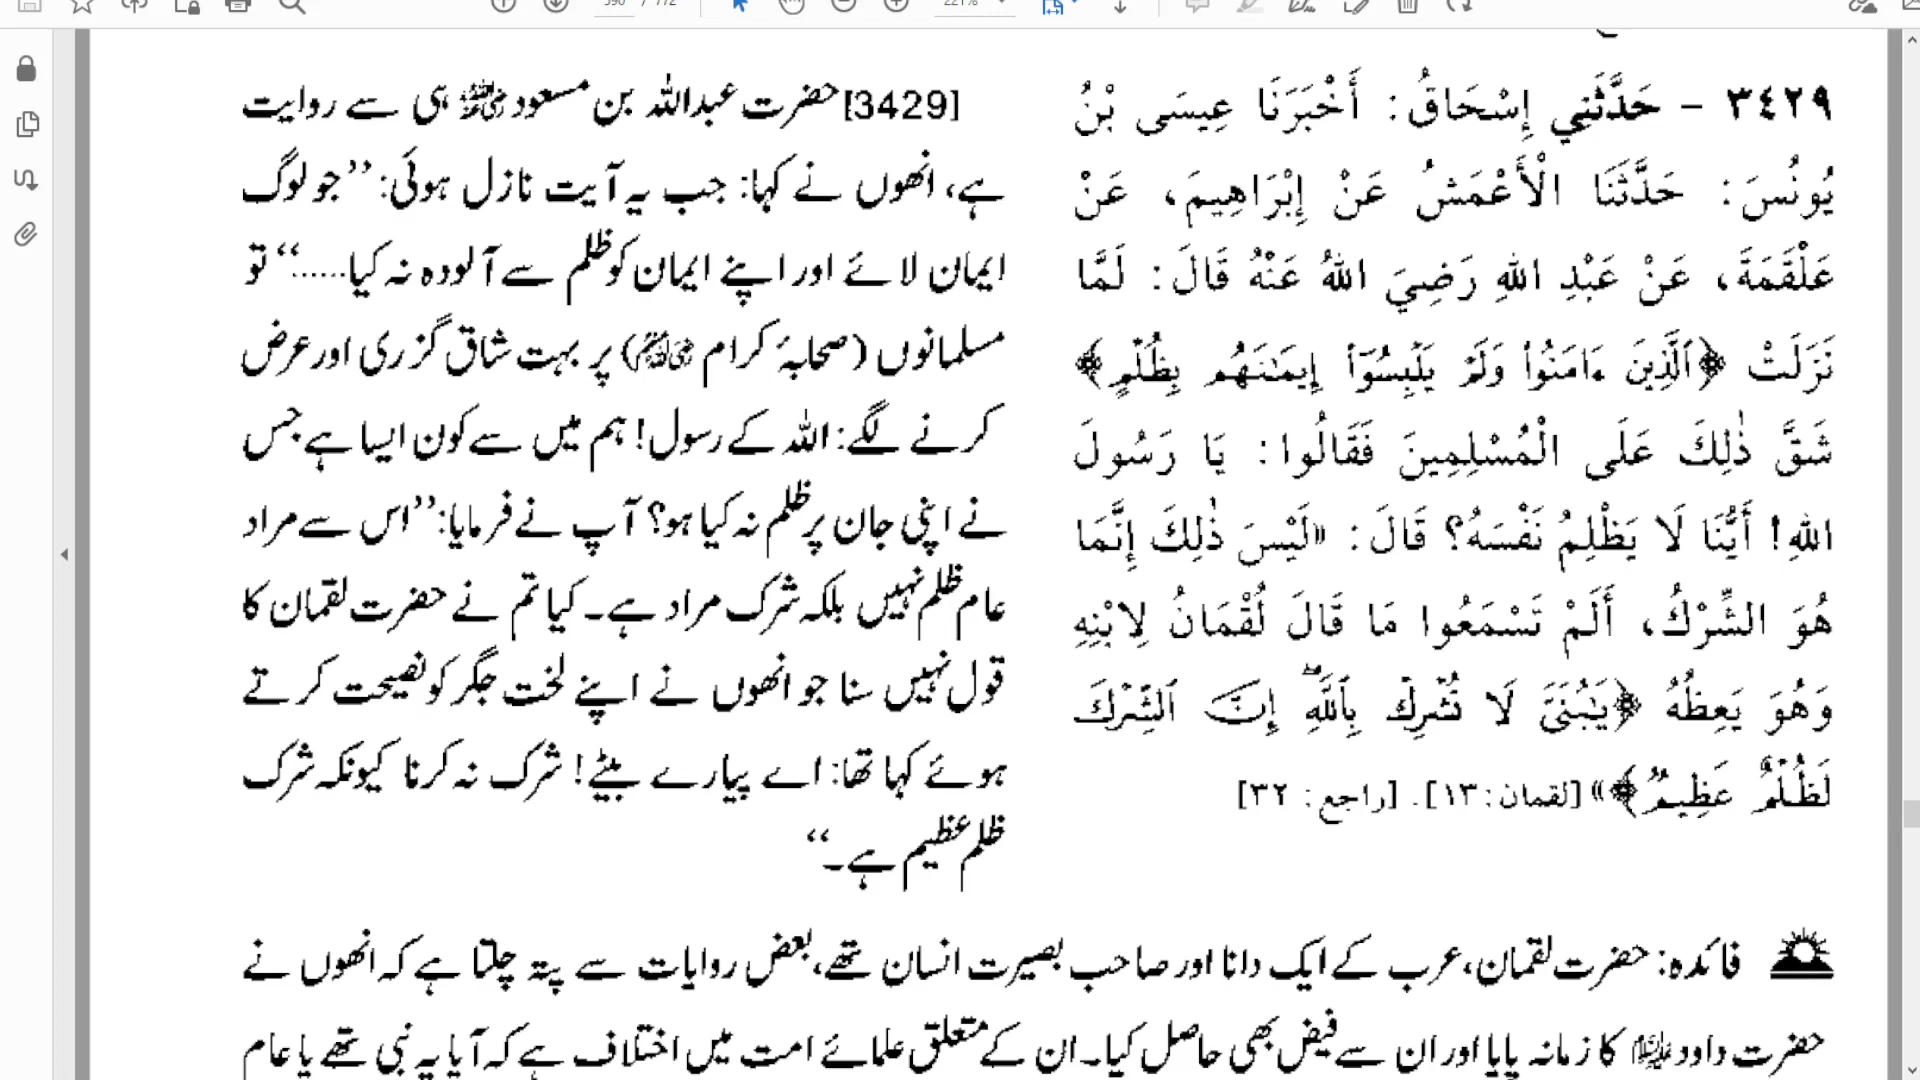 221%
٣٤٢٩ - حَدَّثَنِي إِسْحَاقُ: أَخْبَرَنَا عِيسَى بْنُ
يُونُسَ: حَدَّثَنَا الْأَعْمَشُ عَنْ إِبْرَاهِيمَ، عَنْ
عَلْقَمَةَ، عَنْ عَبْدِ اللهِ رَضِيَ اللهُ عَنْهُ قَالَ: لَمَّا
نَزَلَتْ ﴿ٱلَّذِينَ ءَامَنُوا۟ وَلَمْ يَلْبِسُوٓا۟ إِيمَـٰنَهُم بِظُلْمٍ﴾
شَقَّ ذٰلِكَ عَلَى الْمُسْلِمِينَ فَقَالُوا: يَا رَسُولَ
اللهِ! أَيُّنَا لَا يَظْلِمُ نَفْسَهُ؟ قَالَ: «لَيْسَ ذٰلِكَ إِنَّمَا
هُوَ الشِّرْكُ، أَلَمْ تَسْمَعُوا مَا قَالَ لُقْمَانُ لِابْنِهِ
وَهُوَ يَعِظُهُ ﴿يَـٰبُنَىَّ لَا تُشْرِكْ بِٱللَّهِ ۖ إِنَّ ٱلشِّرْكَ
لَظُلْمٌ عَظِيمٌ﴾» [لقمان: ١٣]. [راجع: ٣٢]
[3429] حضرت عبداللہ بن مسعود ؓ ہی سے روایت
ہے، انھوں نے کہا: جب یہ آیت نازل ہوئی: ’’جو لوگ
ایمان لائے اور اپنے ایمان کو ظلم سے آلودہ نہ کیا......‘‘ تو
مسلمانوں (صحابۂ کرام ؓ) پر بہت شاق گزری اور عرض
کرنے لگے: اللہ کے رسول! ہم میں سے کون ایسا ہے جس
نے اپنی جان پر ظلم نہ کیا ہو؟ آپ نے فرمایا: ’’اس سے مراد
عام ظلم نہیں بلکہ شرک مراد ہے۔ کیا تم نے حضرت لقمان کا
قول نہیں سنا جو انھوں نے اپنے لخت جگر کو نصیحت کرتے
ہوئے کہا تھا: اے پیارے بیٹے! شرک نہ کرنا کیونکہ شرک
ظلم عظیم ہے۔‘‘
فائدہ: حضرت لقمان، عرب کے ایک دانا اور صاحب بصیرت انسان تھے، بعض روایات سے پتہ چلتا ہے کہ انھوں نے
حضرت داود ؑ کا زمانہ پایا اور ان سے فیض بھی حاصل کیا۔ ان کے متعلق علمائے امت میں اختلاف ہے کہ آیا یہ نبی تھے یا عام